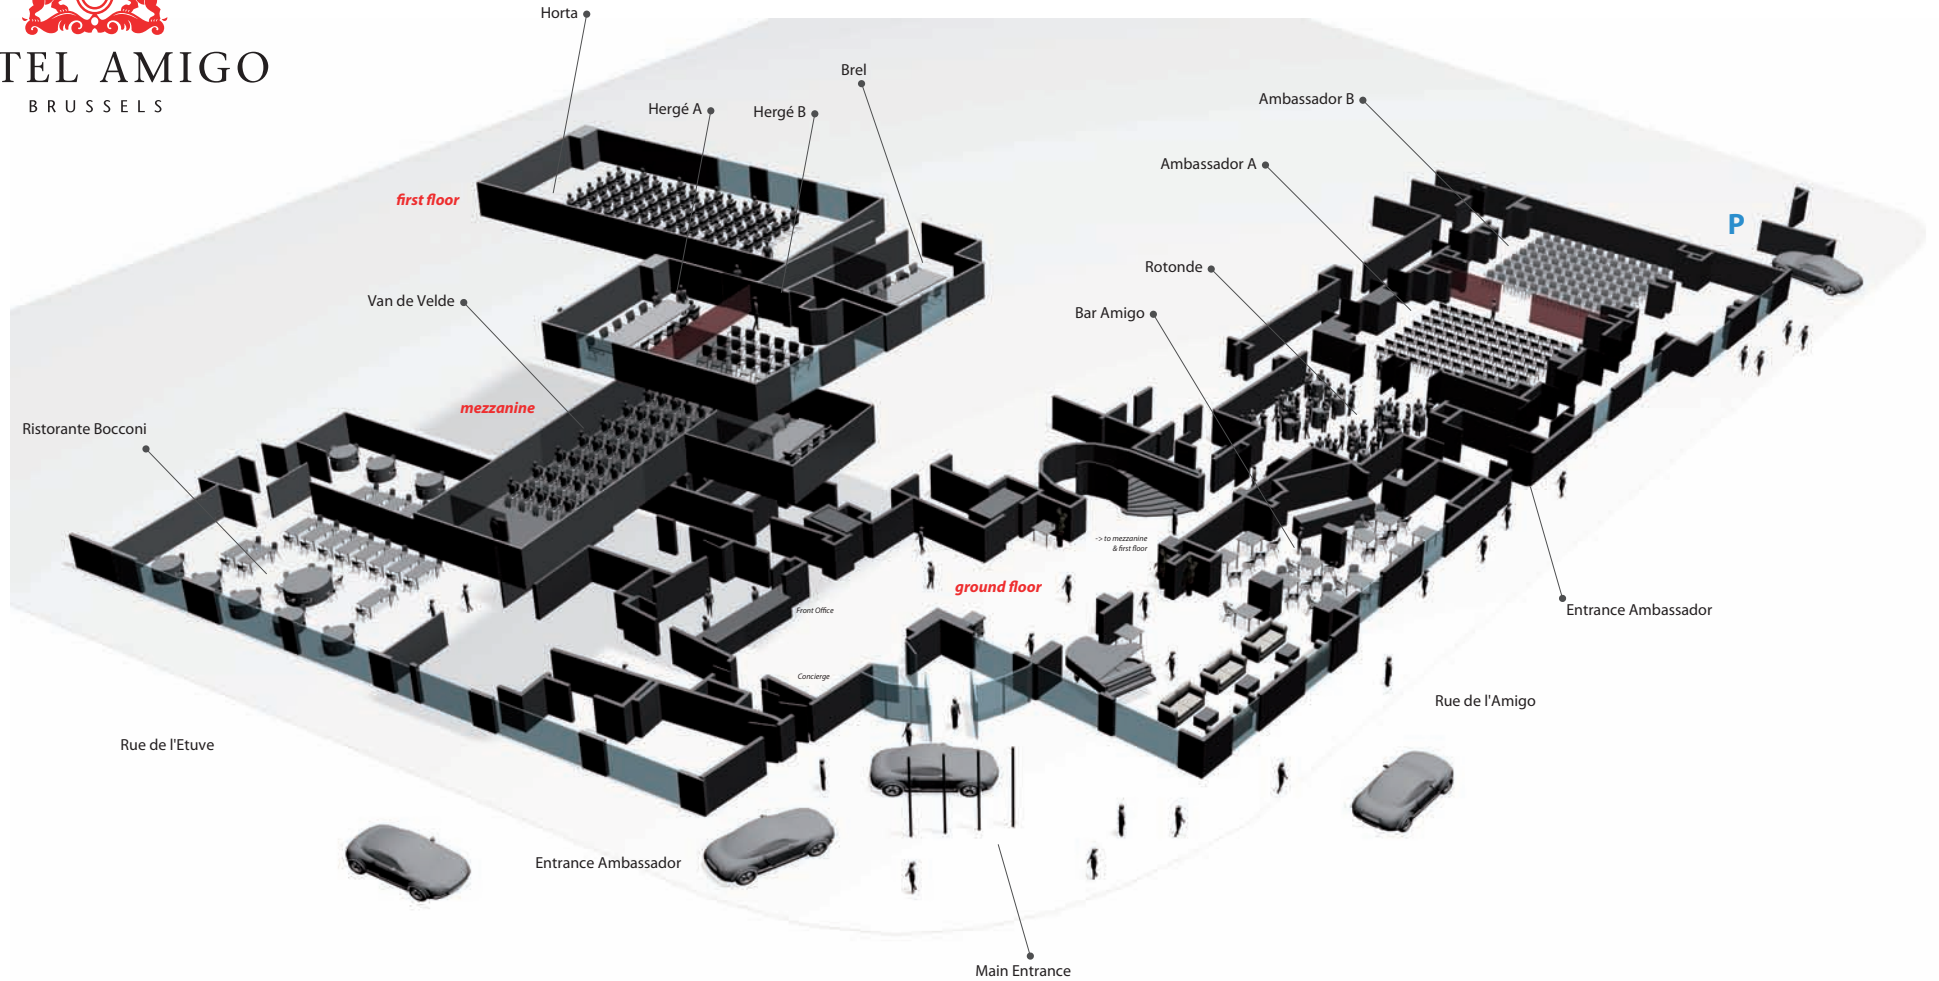 Horta
TEL AMIGO
BRUSSELS
Brel
Hergé A
Hergé B
Ambassador B
Ambassador A
first floor
P
Rotonde
Van de Velde
Bar Amigo
mezzanine
Ristorante Bocconi
-> to mezzanine
& first floor
ground floor
Front Office
Entrance Ambassador
Concierge
Rue de l'Amigo
Rue de l'Etuve
Entrance Ambassador
Main Entrance